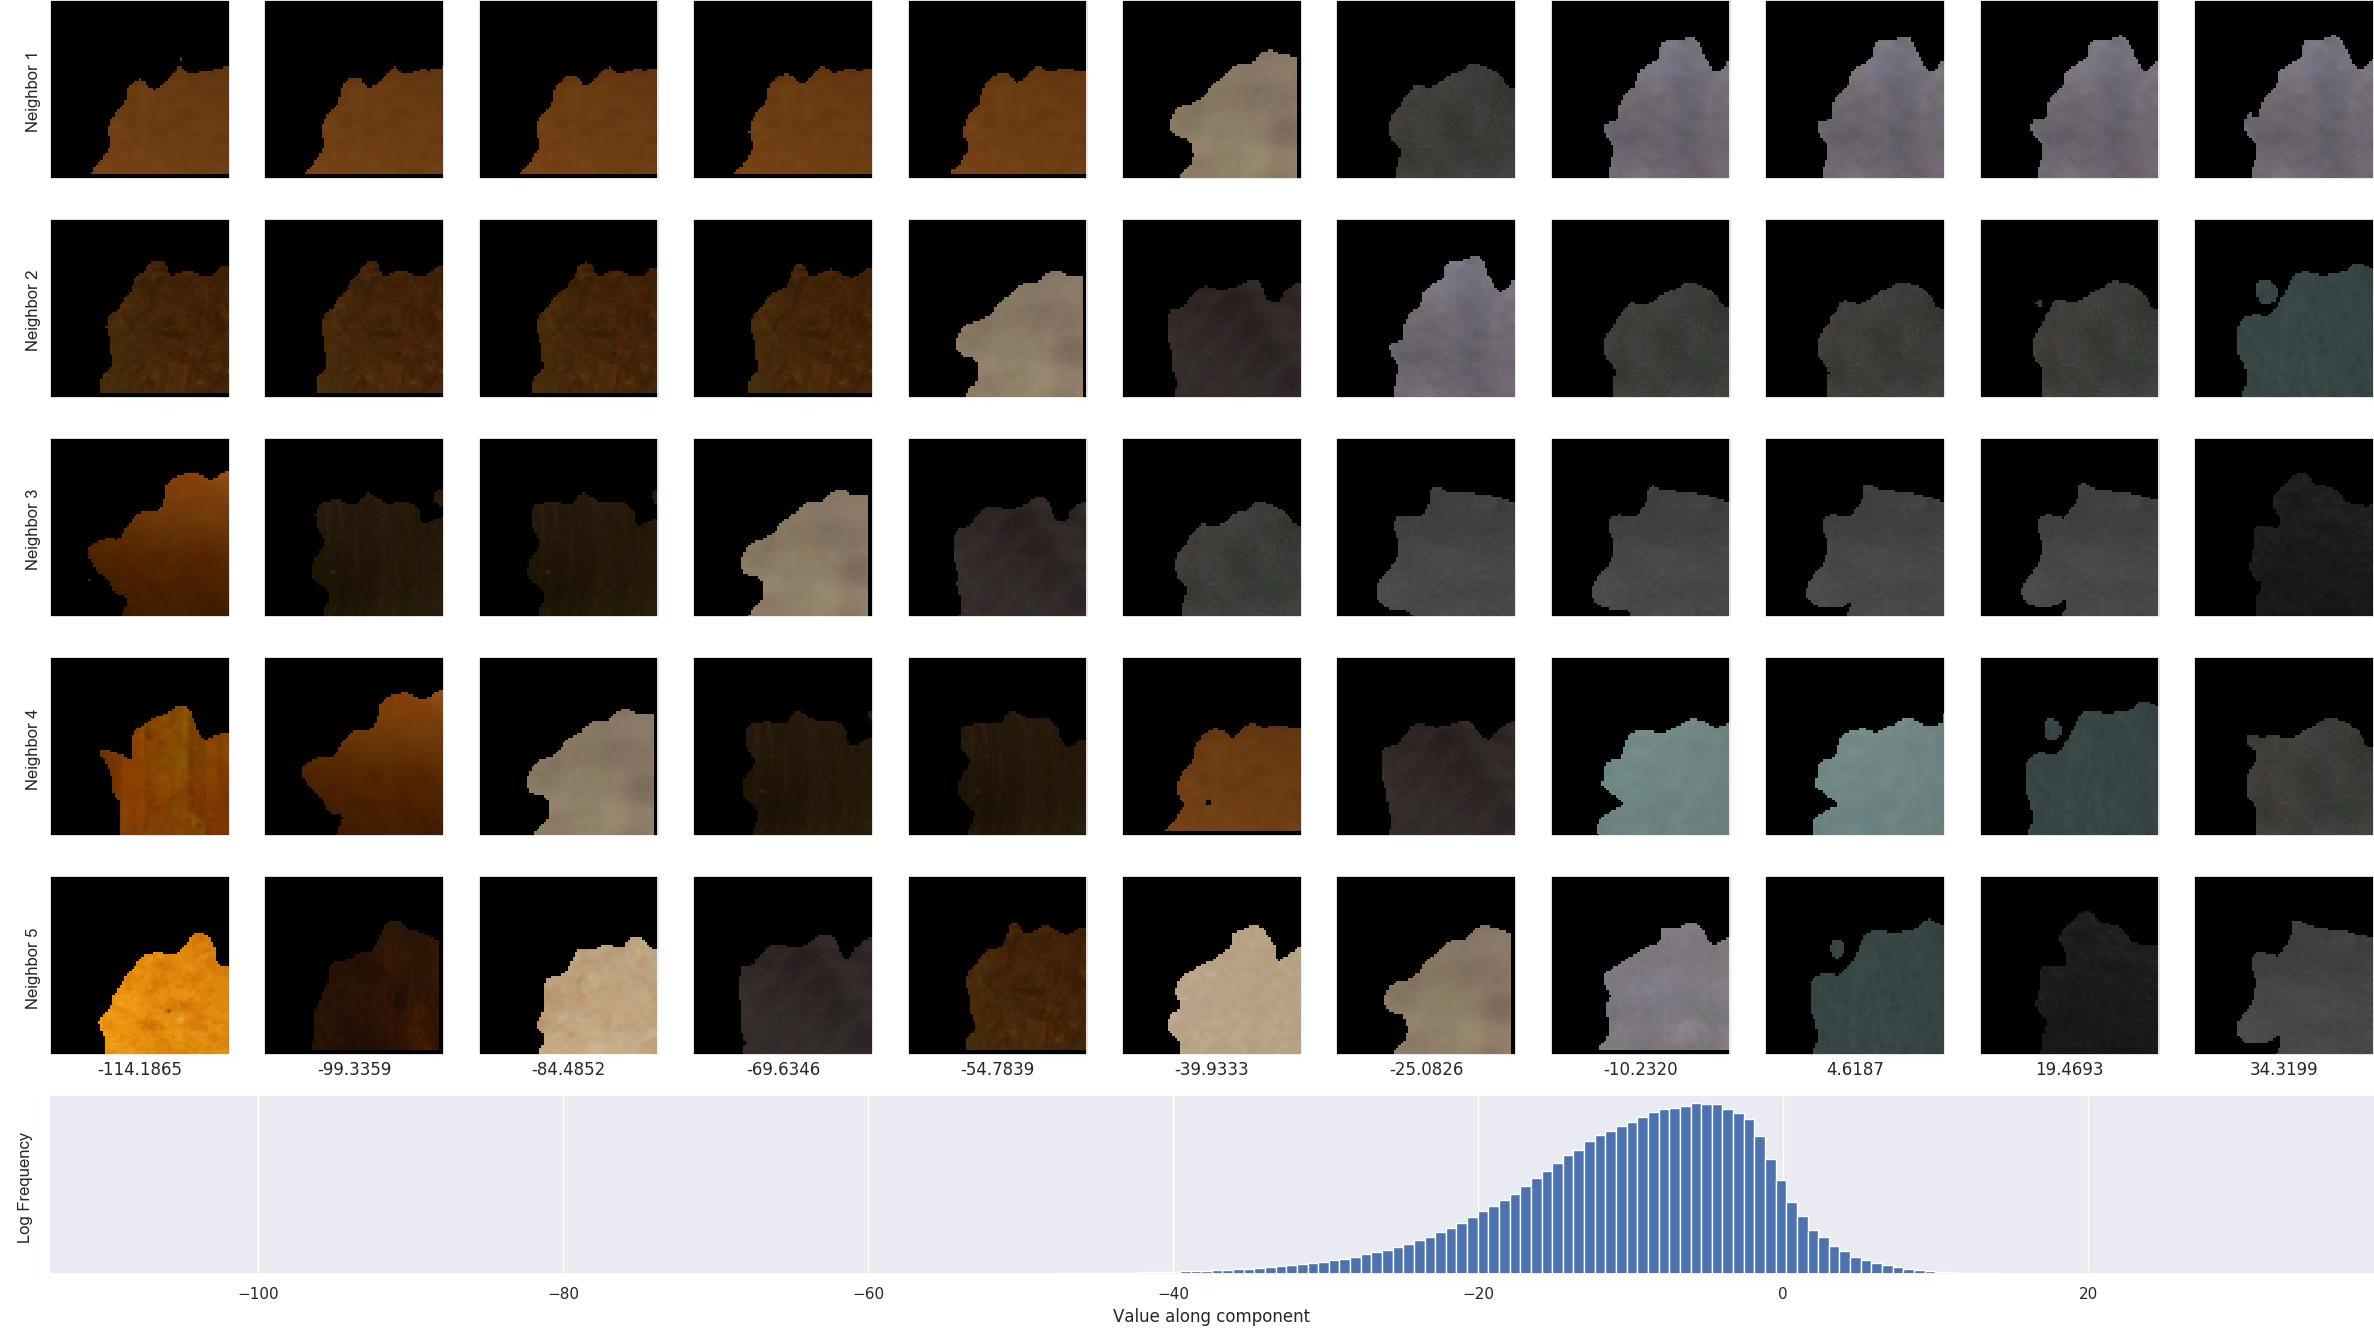 Neighbor 1
Neighbor 2
Neighbor 3
Neighbor 4
Neighbor 5
-114.1865 -99.3359 -84.4852 -69.6346 -54.7839 -39.9333 -25.0826 -10.2320 4.6187 19.4693 34.3199
Log Frequency
−100 −80 −60 −40 −20 0 20
Value along component